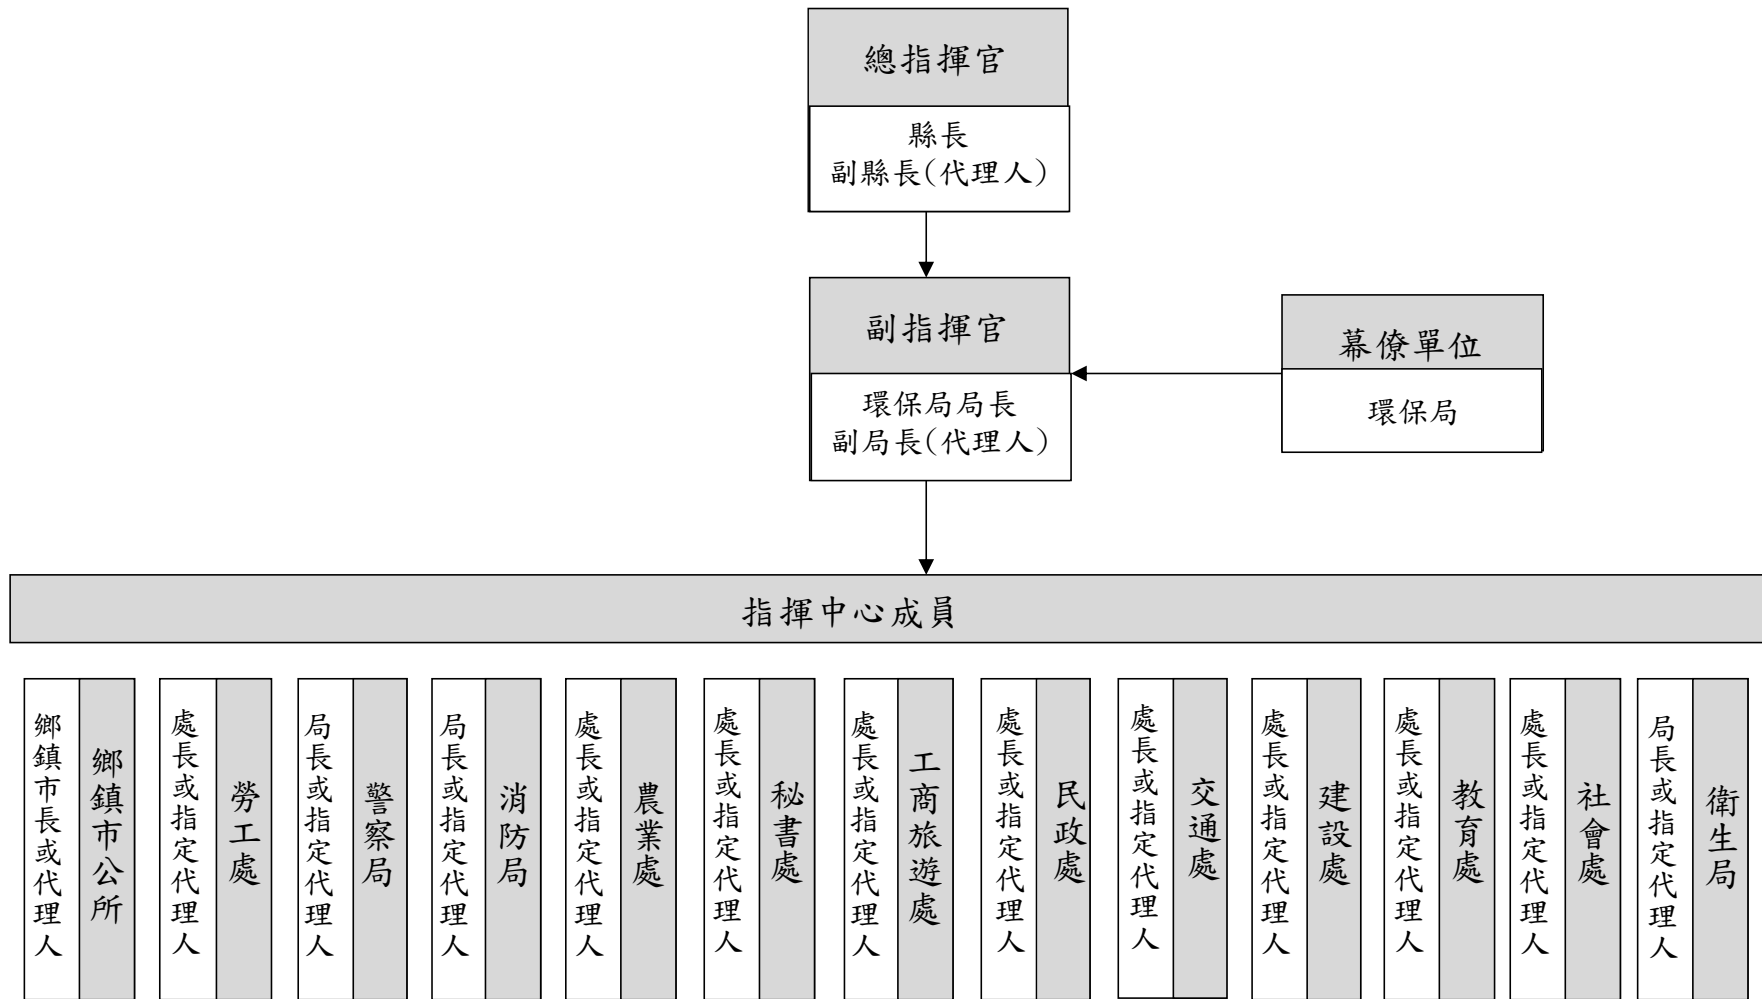 總指揮官
縣長
副縣長(代理人)
副指揮官
環保局局長
副局長(代理人)
幕僚單位
環保局
指揮中心成員
鄉鎮市長或代理人
鄉鎮市公所
處長或指定代理人
勞工處
局長或指定代理人
警察局
局長或指定代理人
消防局
處長或指定代理人
農業處
處長或指定代理人
秘書處
處長或指定代理人
工商旅遊處
處長或指定代理人
民政處
處長或指定代理人
交通處
處長或指定代理人
建設處
處長或指定代理人
教育處
處長或指定代理人
社會處
局長或指定代理人
衛生局